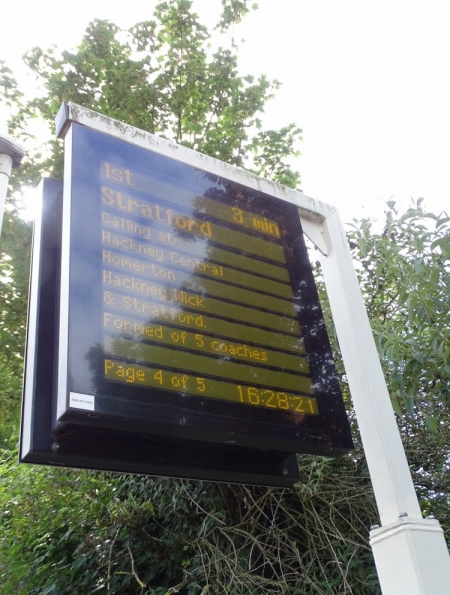 1st
Stratford 3 min
Calling at:
Hackney Central
Homerton
Hackney Wick
& Stratford.
Formed of 5 coaches
Page 4 of 5 16:28:21